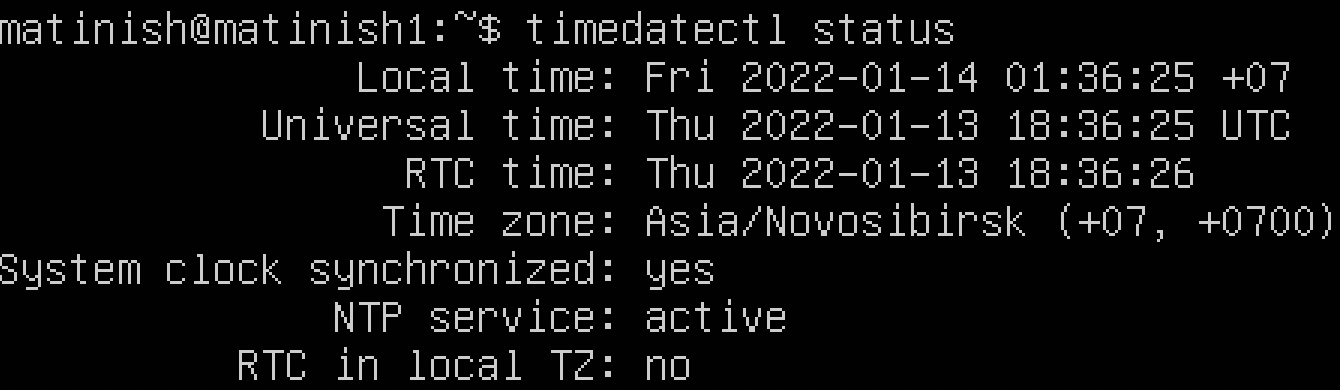 matinish@matinish1:~$ timedatectl status
Local time: Fri 2022-01-14 01:36:25 +07
Universal time: Thu 2022-01-13 18:36:25 UTC
RTC time: Thu 2022-01-13 18:36:26
Time zone: Asia/Novosibirsk (+07, +0700)
System clock synchronized: yes
NTP service: active
RTC in local TZ: no